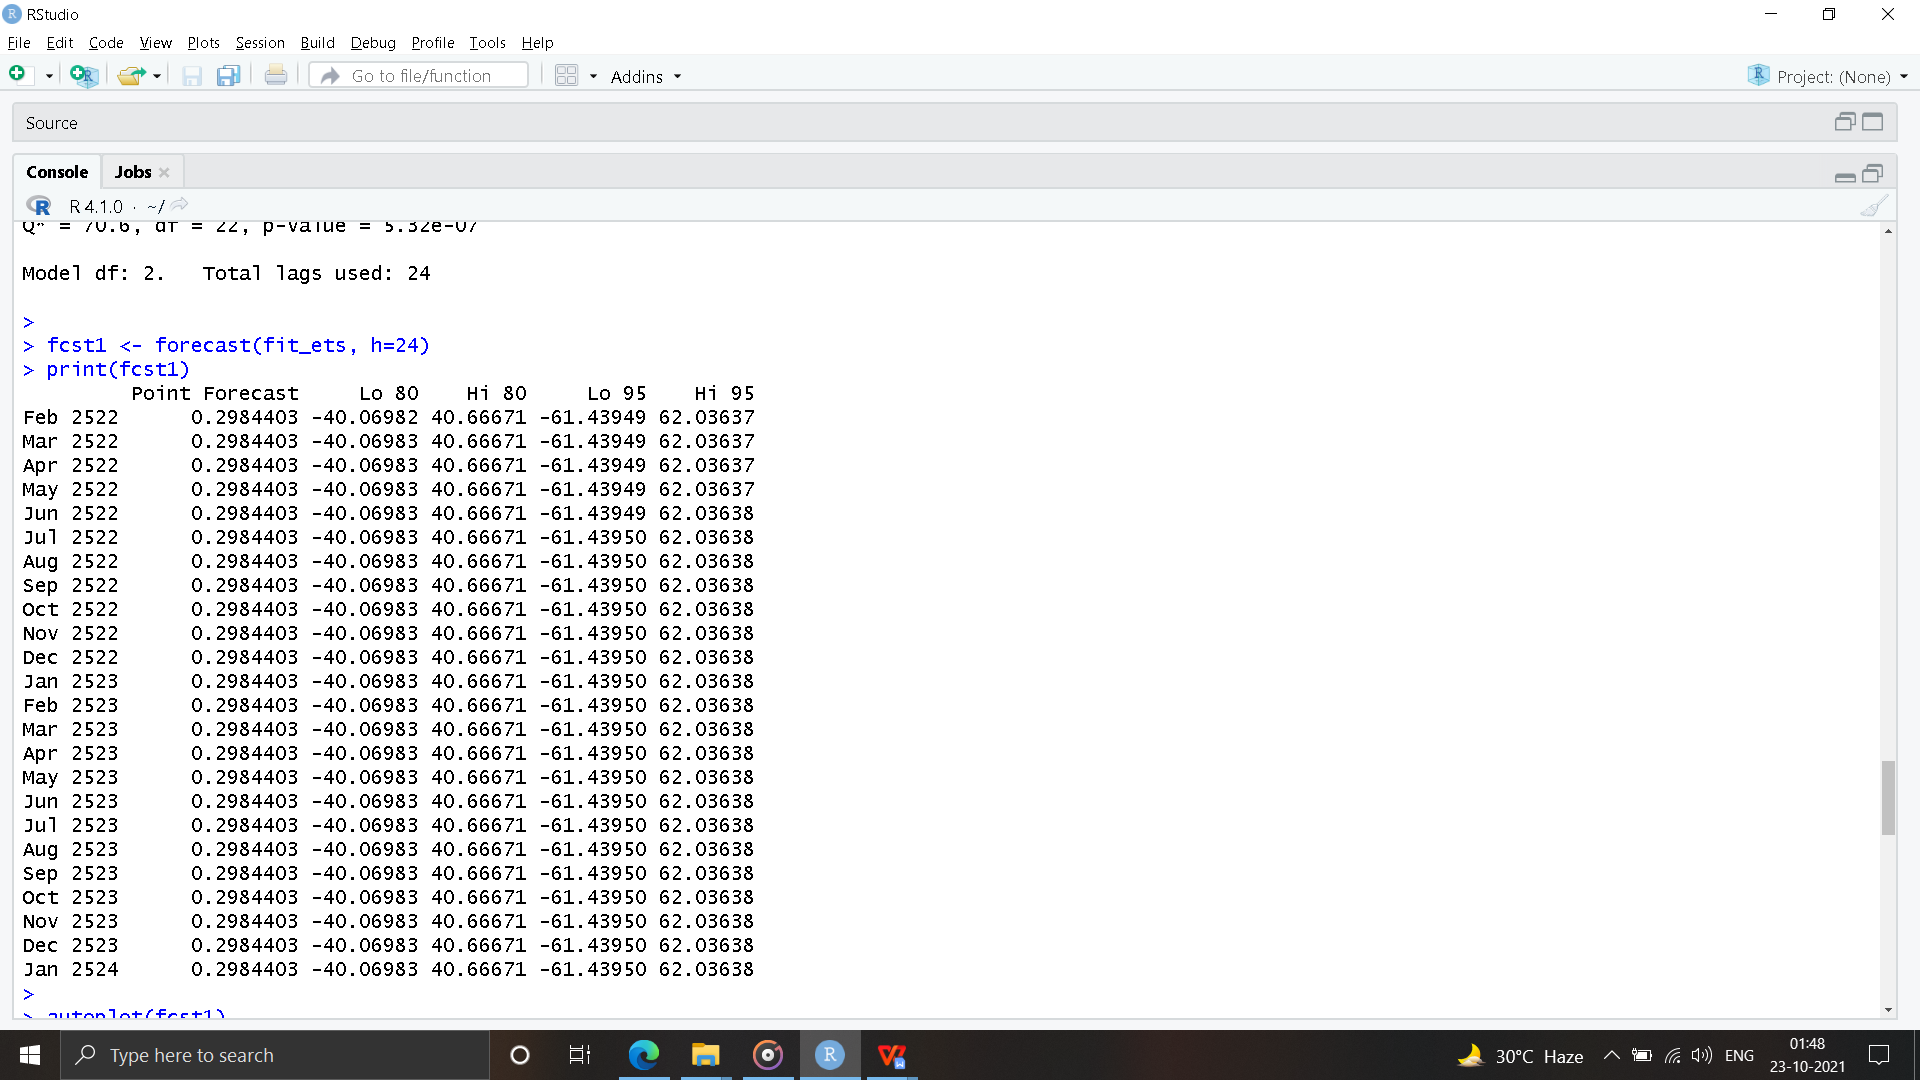 RStudio
File Edit Code View Plots Session Build Debug Profile Tools Help
Go to file/function Addins Project: (None)
Source
Console Jobs
R 4.1.0 · ~/
Q* = 70.6, df = 22, p-value = 5.32e-07
Model df: 2.   Total lags used: 24
>
> fcst1 <- forecast(fit_ets, h=24)
> print(fcst1)
Point Forecast Lo 80 Hi 80 Lo 95 Hi 95
Feb 2522 0.2984403 -40.06982 40.66671 -61.43949 62.03637
Mar 2522 0.2984403 -40.06983 40.66671 -61.43949 62.03637
Apr 2522 0.2984403 -40.06983 40.66671 -61.43949 62.03637
May 2522 0.2984403 -40.06983 40.66671 -61.43949 62.03637
Jun 2522 0.2984403 -40.06983 40.66671 -61.43949 62.03638
Jul 2522 0.2984403 -40.06983 40.66671 -61.43950 62.03638
Aug 2522 0.2984403 -40.06983 40.66671 -61.43950 62.03638
Sep 2522 0.2984403 -40.06983 40.66671 -61.43950 62.03638
Oct 2522 0.2984403 -40.06983 40.66671 -61.43950 62.03638
Nov 2522 0.2984403 -40.06983 40.66671 -61.43950 62.03638
Dec 2522 0.2984403 -40.06983 40.66671 -61.43950 62.03638
Jan 2523 0.2984403 -40.06983 40.66671 -61.43950 62.03638
Feb 2523 0.2984403 -40.06983 40.66671 -61.43950 62.03638
Mar 2523 0.2984403 -40.06983 40.66671 -61.43950 62.03638
Apr 2523 0.2984403 -40.06983 40.66671 -61.43950 62.03638
May 2523 0.2984403 -40.06983 40.66671 -61.43950 62.03638
Jun 2523 0.2984403 -40.06983 40.66671 -61.43950 62.03638
Jul 2523 0.2984403 -40.06983 40.66671 -61.43950 62.03638
Aug 2523 0.2984403 -40.06983 40.66671 -61.43950 62.03638
Sep 2523 0.2984403 -40.06983 40.66671 -61.43950 62.03638
Oct 2523 0.2984403 -40.06983 40.66671 -61.43950 62.03638
Nov 2523 0.2984403 -40.06983 40.66671 -61.43950 62.03638
Dec 2523 0.2984403 -40.06983 40.66671 -61.43950 62.03638
Jan 2524 0.2984403 -40.06983 40.66671 -61.43950 62.03638
>
> autoplot(fcst1)
Type here to search 30°C Haze ENG 01:48
23-10-2021